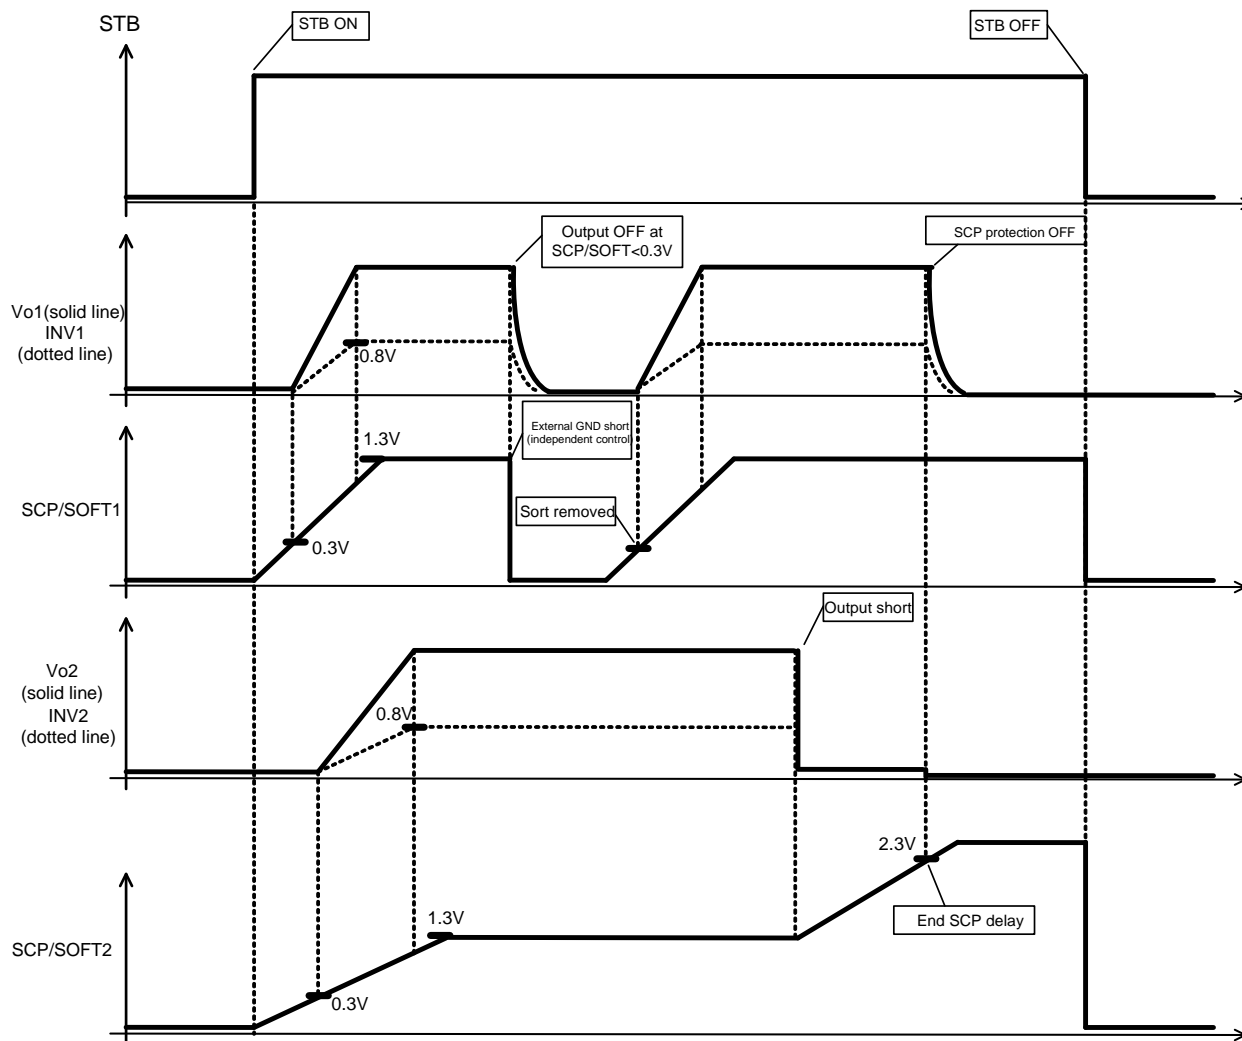 STB
STB ON
STB OFF
Output OFF at
SCP/SOFT<0.3V
SCP protection OFF
Vo1(solid line)
INV1
(dotted line)
0.8V
1.3V
External GND short
(independent control)
SCP/SOFT1
Sort removed
0.3V
Output short
Vo2
(solid line)
INV2
(dotted line)
0.8V
2.3V
End SCP delay
1.3V
SCP/SOFT2
0.3V